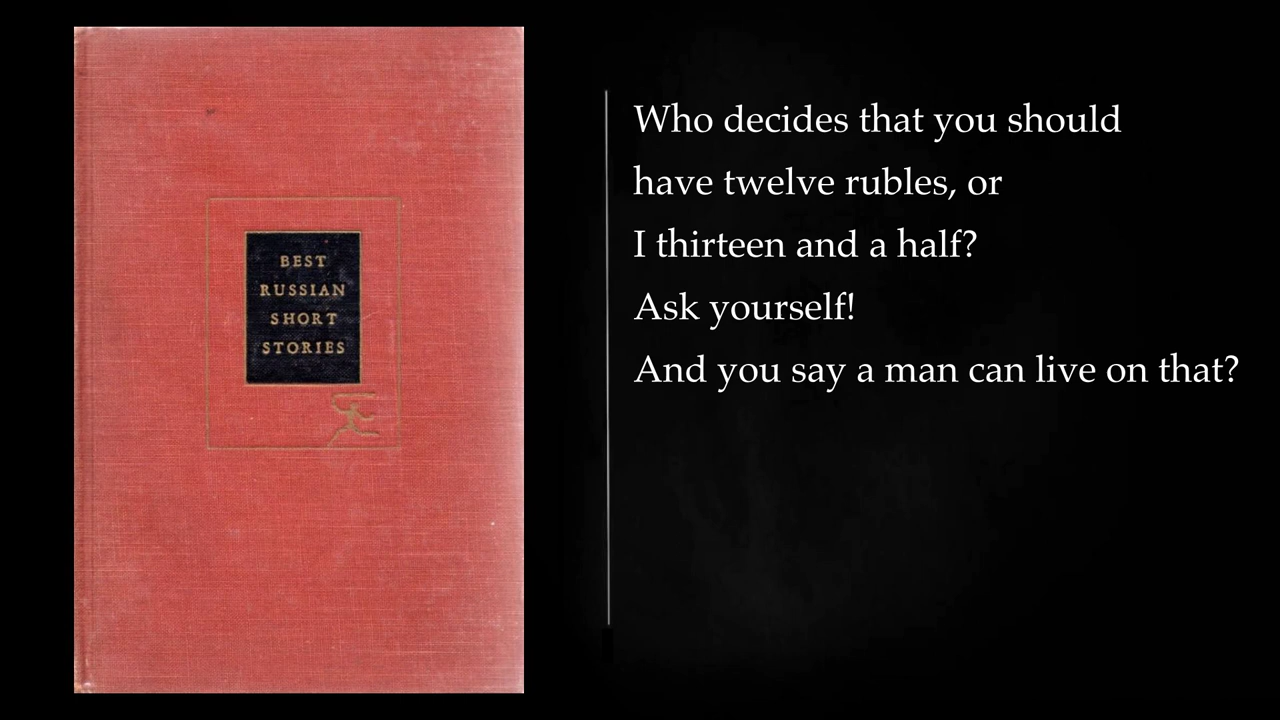 BEST
RUSSIAN
SHORT
STORIES
Who decides that you should
have twelve rubles, or
I thirteen and a half?
Ask yourself!
And you say a man can live on that?